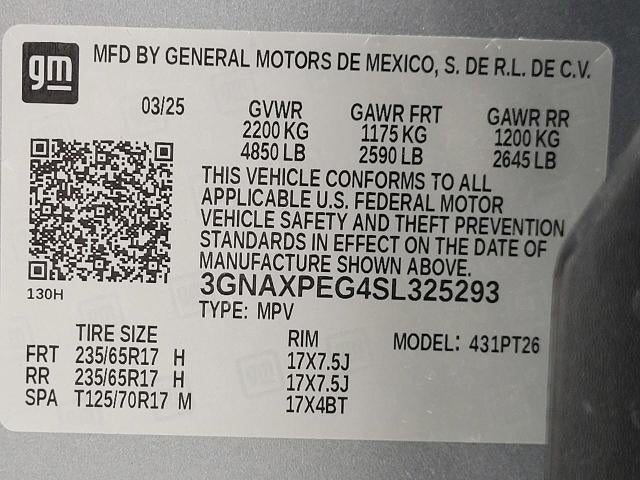 gm
MFD BY GENERAL MOTORS DE MEXICO, S. DE R.L. DE C.V.
03/25 GVWR GAWR FRT GAWR RR
2200 KG 1175 KG 1200 KG
4850 LB 2590 LB 2645 LB
THIS VEHICLE CONFORMS TO ALL
APPLICABLE U.S. FEDERAL MOTOR
VEHICLE SAFETY AND THEFT PREVENTION
STANDARDS IN EFFECT ON THE DATE OF
MANUFACTURE SHOWN ABOVE.
130H
3GNAXPEG4SL325293
TYPE: MPV
TIRE SIZE RIM MODEL: 431PT26
FRT 235/65R17 H 17X7.5J
RR 235/65R17 H 17X7.5J
SPA T125/70R17 M 17X4BT